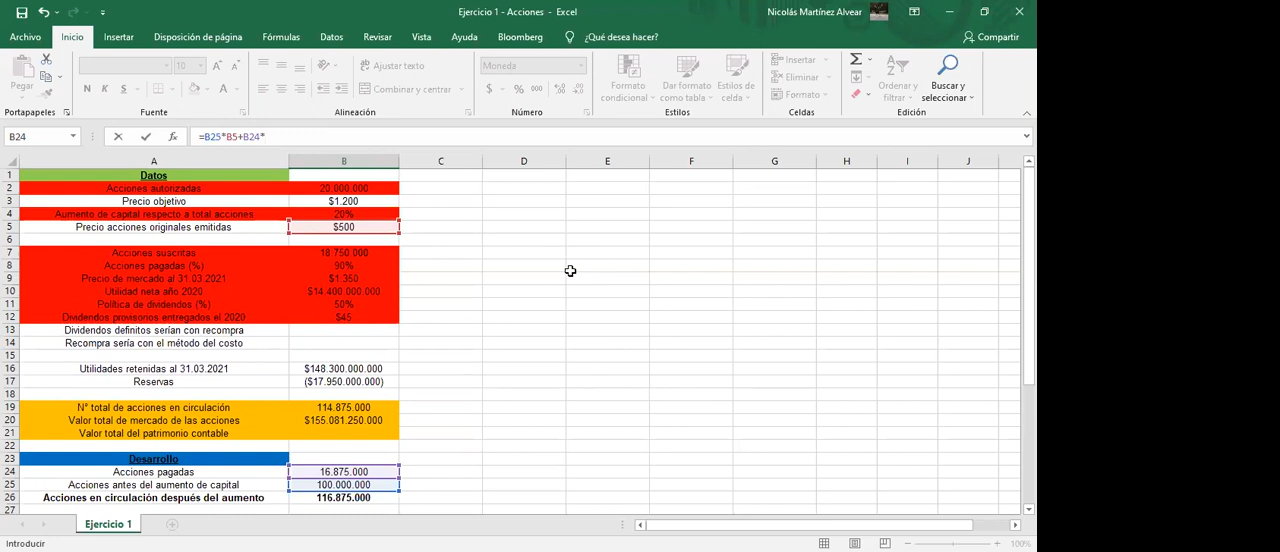 Ejercicio 1 - Acciones - Excel
Nicolás Martínez Alvear
Archivo Inicio Insertar Disposición de página Fórmulas Datos Revisar Vista Ayuda Bloomberg ¿Qué desea hacer? Compartir
Pegar
10
N K S
Ajustar texto
Combinar y centrar
Moneda
$ % 000
Formato condicional
Dar formato como tabla
Estilos de celda
Insertar
Eliminar
Formato
Ordenar y filtrar
Buscar y seleccionar
Portapapeles Fuente Alineación Número Estilos Celdas Edición
B24 =B25*B5+B24*
A B C D E F G H I J
1 Datos
2 Acciones autorizadas 20.000.000
3 Precio objetivo $1.200
4 Aumento de capital respecto a total acciones 20%
5 Precio acciones originales emitidas $500
6
7 Acciones suscritas 18.750.000
8 Acciones pagadas (%) 90%
9 Precio de mercado al 31.03.2021 $1.350
10 Utilidad neta año 2020 $14.400.000.000
11 Política de dividendos (%) 50%
12 Dividendos provisorios entregados el 2020 $45
13 Dividendos definitos serían con recompra
14 Recompra sería con el método del costo
15
16 Utilidades retenidas al 31.03.2021 $148.300.000.000
17 Reservas ($17.950.000.000)
18
19 N° total de acciones en circulación 114.875.000
20 Valor total de mercado de las acciones $155.081.250.000
21 Valor total del patrimonio contable
22
23 Desarrollo
24 Acciones pagadas 16.875.000
25 Acciones antes del aumento de capital 100.000.000
26 Acciones en circulación después del aumento 116.875.000
27
Ejercicio 1
Introducir
100%